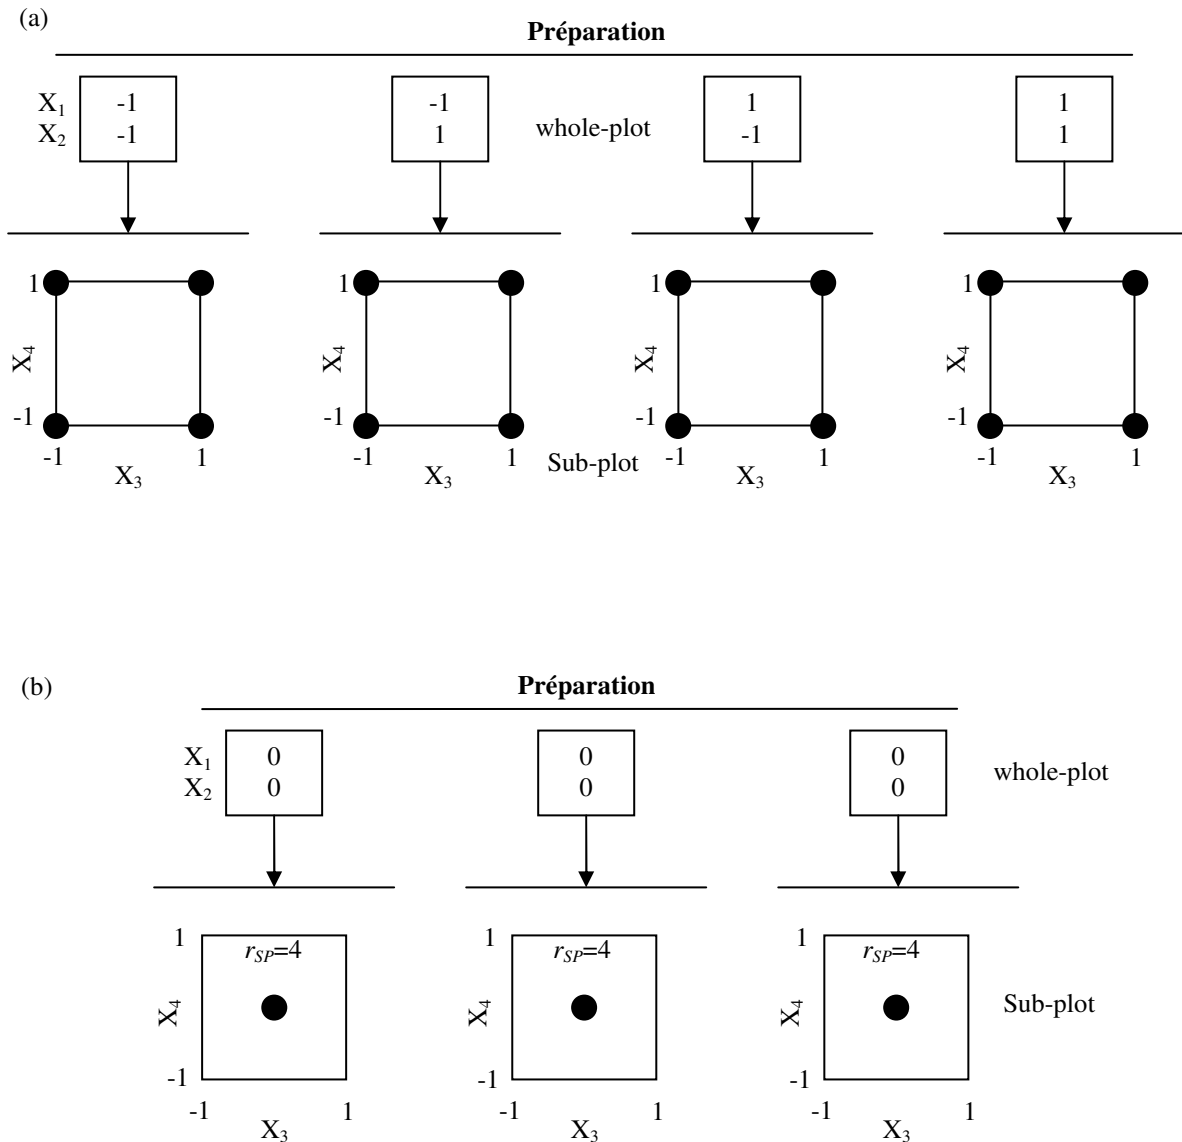 (a)
Préparation
X1 -1 -1 1 1
X2 -1 1 whole-plot -1 1
1 1 1 1
X4 X4 X4 X4
-1 -1 -1 -1
-1 1 -1 1 Sub-plot -1 1 -1 1
X3 X3 X3 X3
(b)
Préparation
X1 0 0 0
X2 0 0 0 whole-plot
1 1 1
rSP=4 rSP=4 rSP=4
X4 X4 X4 Sub-plot
-1 -1 -1
-1 1 -1 1 -1 1
X3 X3 X3